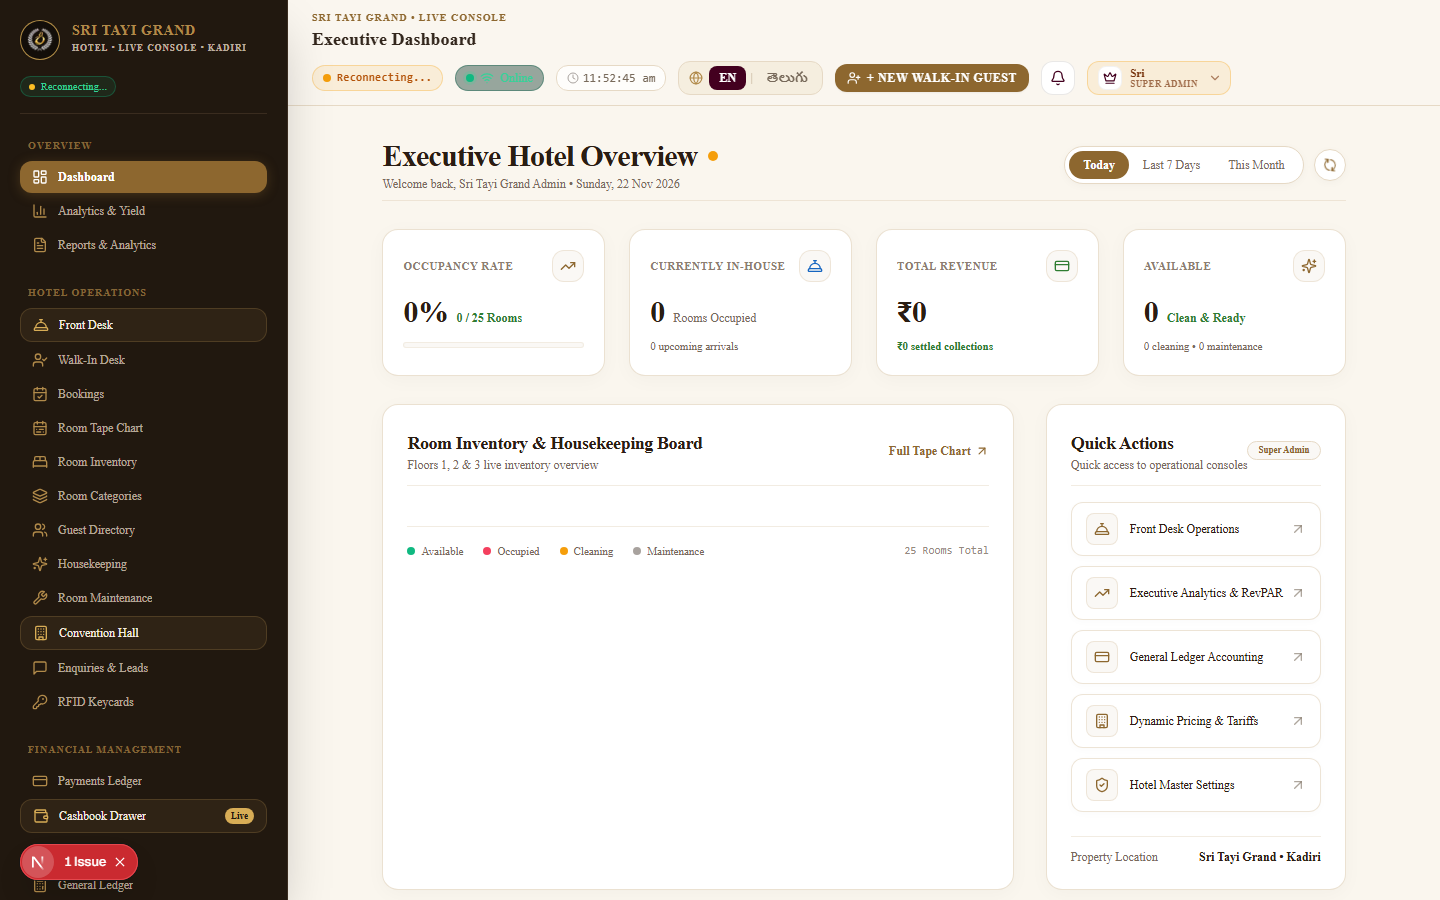 SRI TAYI GRAND
HOTEL • LIVE CONSOLE • KADIRI
Reconnecting...
OVERVIEW
Dashboard
Analytics & Yield
Reports & Analytics
HOTEL OPERATIONS
Front Desk
Walk-In Desk
Bookings
Room Tape Chart
Room Inventory
Room Categories
Guest Directory
Housekeeping
Room Maintenance
Convention Hall
Enquiries & Leads
RFID Keycards
FINANCIAL MANAGEMENT
Payments Ledger
Cashbook Drawer Live
1 Issue
General Ledger
SRI TAYI GRAND • LIVE CONSOLE
Executive Dashboard
Reconnecting...
11:52:45 am
EN
తెలుగు
+ NEW WALK-IN GUEST
Sri
SUPER ADMIN
Executive Hotel Overview
Welcome back, Sri Tayi Grand Admin • Sunday, 22 Nov 2026
Today Last 7 Days This Month
OCCUPANCY RATE
0% 0 / 25 Rooms
CURRENTLY IN-HOUSE
0 Rooms Occupied
0 upcoming arrivals
TOTAL REVENUE
₹0
₹0 settled collections
AVAILABLE
0 Clean & Ready
0 cleaning • 0 maintenance
Room Inventory & Housekeeping Board
Floors 1, 2 & 3 live inventory overview
Full Tape Chart
Available Occupied Cleaning Maintenance
25 Rooms Total
Quick Actions
Quick access to operational consoles
Super Admin
Front Desk Operations
Executive Analytics & RevPAR
General Ledger Accounting
Dynamic Pricing & Tariffs
Hotel Master Settings
Property Location
Sri Tayi Grand • Kadiri